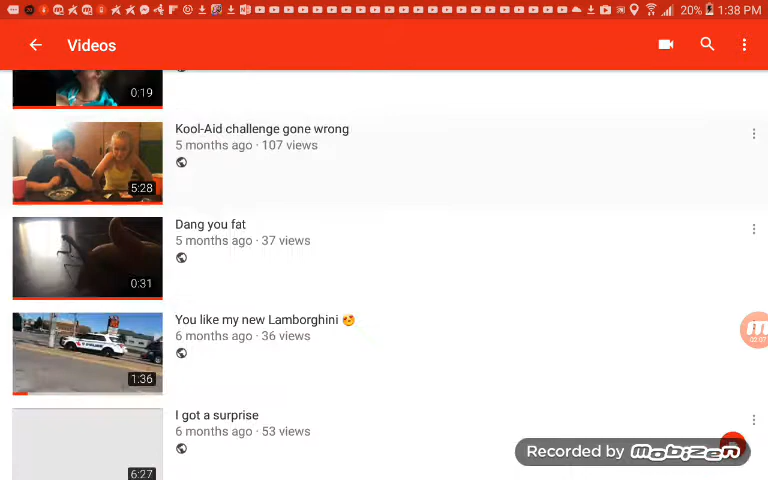 20% 1:38 PM
Videos
0:19
Kool-Aid challenge gone wrong
5 months ago · 107 views
5:28
Dang you fat
5 months ago · 37 views
0:31
You like my new Lamborghini 😍
6 months ago · 36 views
1:36
I got a surprise
6 months ago · 53 views
6:27
Recorded by mobizen